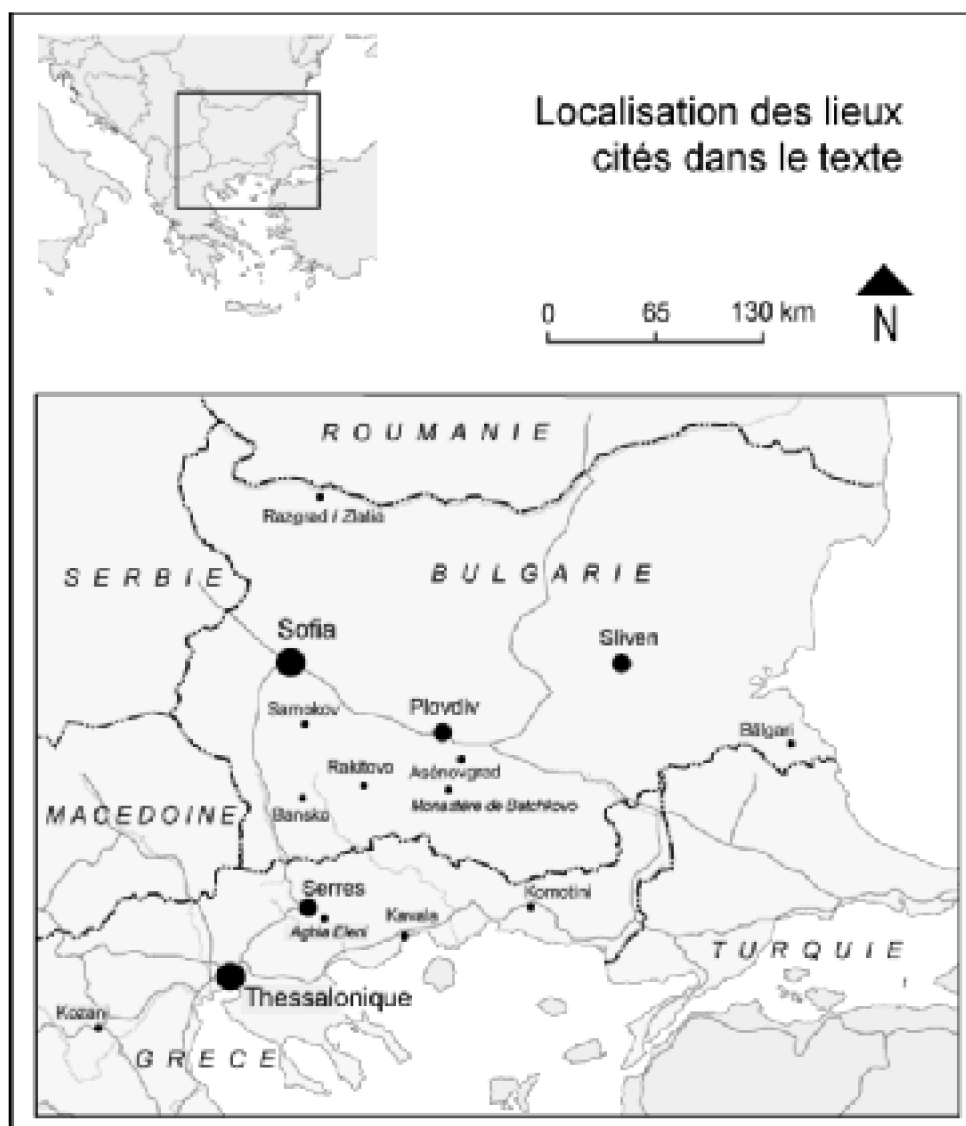 Localisation des lieux
cités dans le texte
0 65 130 km
N
ROUMANIE
Razgrad / Zlatia
SERBIE
BULGARIE
Sofia
Sliven
Samokov
Plovdiv
Bălgari
Asénovgrad
Rakitovo
Monastère de Batchkovo
Bansko
MACEDOINE
Serres
Komotini
Aghia Eleni
Kavala
TURQUIE
Thessalonique
Kozani
GRECE